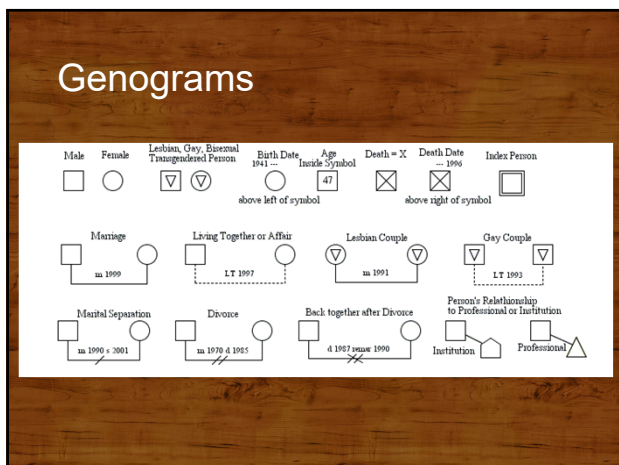 Genograms
Male Female Lesbian, Gay, Bisexual Birth Date Age Death = X Death Date Index Person
Transgendered Person 1941 --- Inside Symbol --- 1996
47
above left of symbol above right of symbol
Marriage Living Together or Affair Lesbian Couple Gay Couple
m 1999 LT 1997 m 1991 LT 1993
Marital Separation Divorce Back together after Divorce Person's Relathionship
to Professional or Institution
m 1990 s 2001 m 1970 d 1985 d 1987 remar 1990 Institution Professional